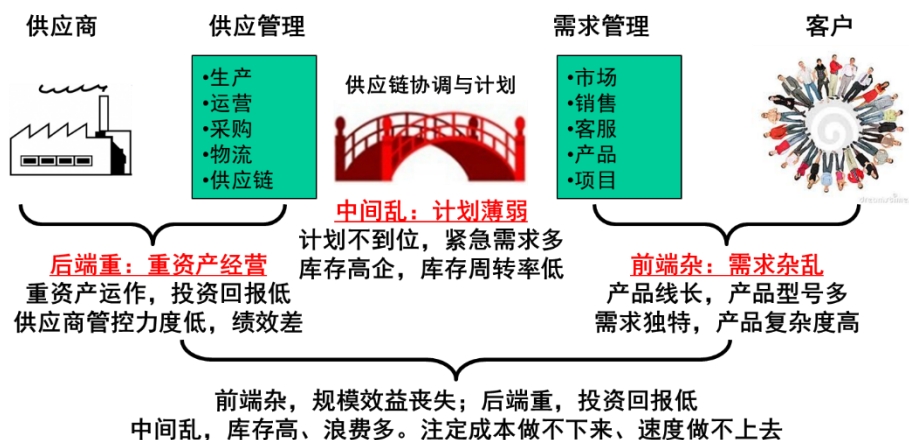 供应商
供应管理
需求管理
客户
•生产
•运营
•采购
•物流
•供应链
供应链协调与计划
•市场
•销售
•客服
•产品
•项目
中间乱：计划薄弱
计划不到位，紧急需求多
库存高企，库存周转率低
后端重：重资产经营
重资产运作，投资回报低
供应商管控力度低，绩效差
前端杂：需求杂乱
产品线长，产品型号多
需求独特，产品复杂度高
前端杂，规模效益丧失；后端重，投资回报低
中间乱，库存高、浪费多。注定成本做不下来、速度做不上去